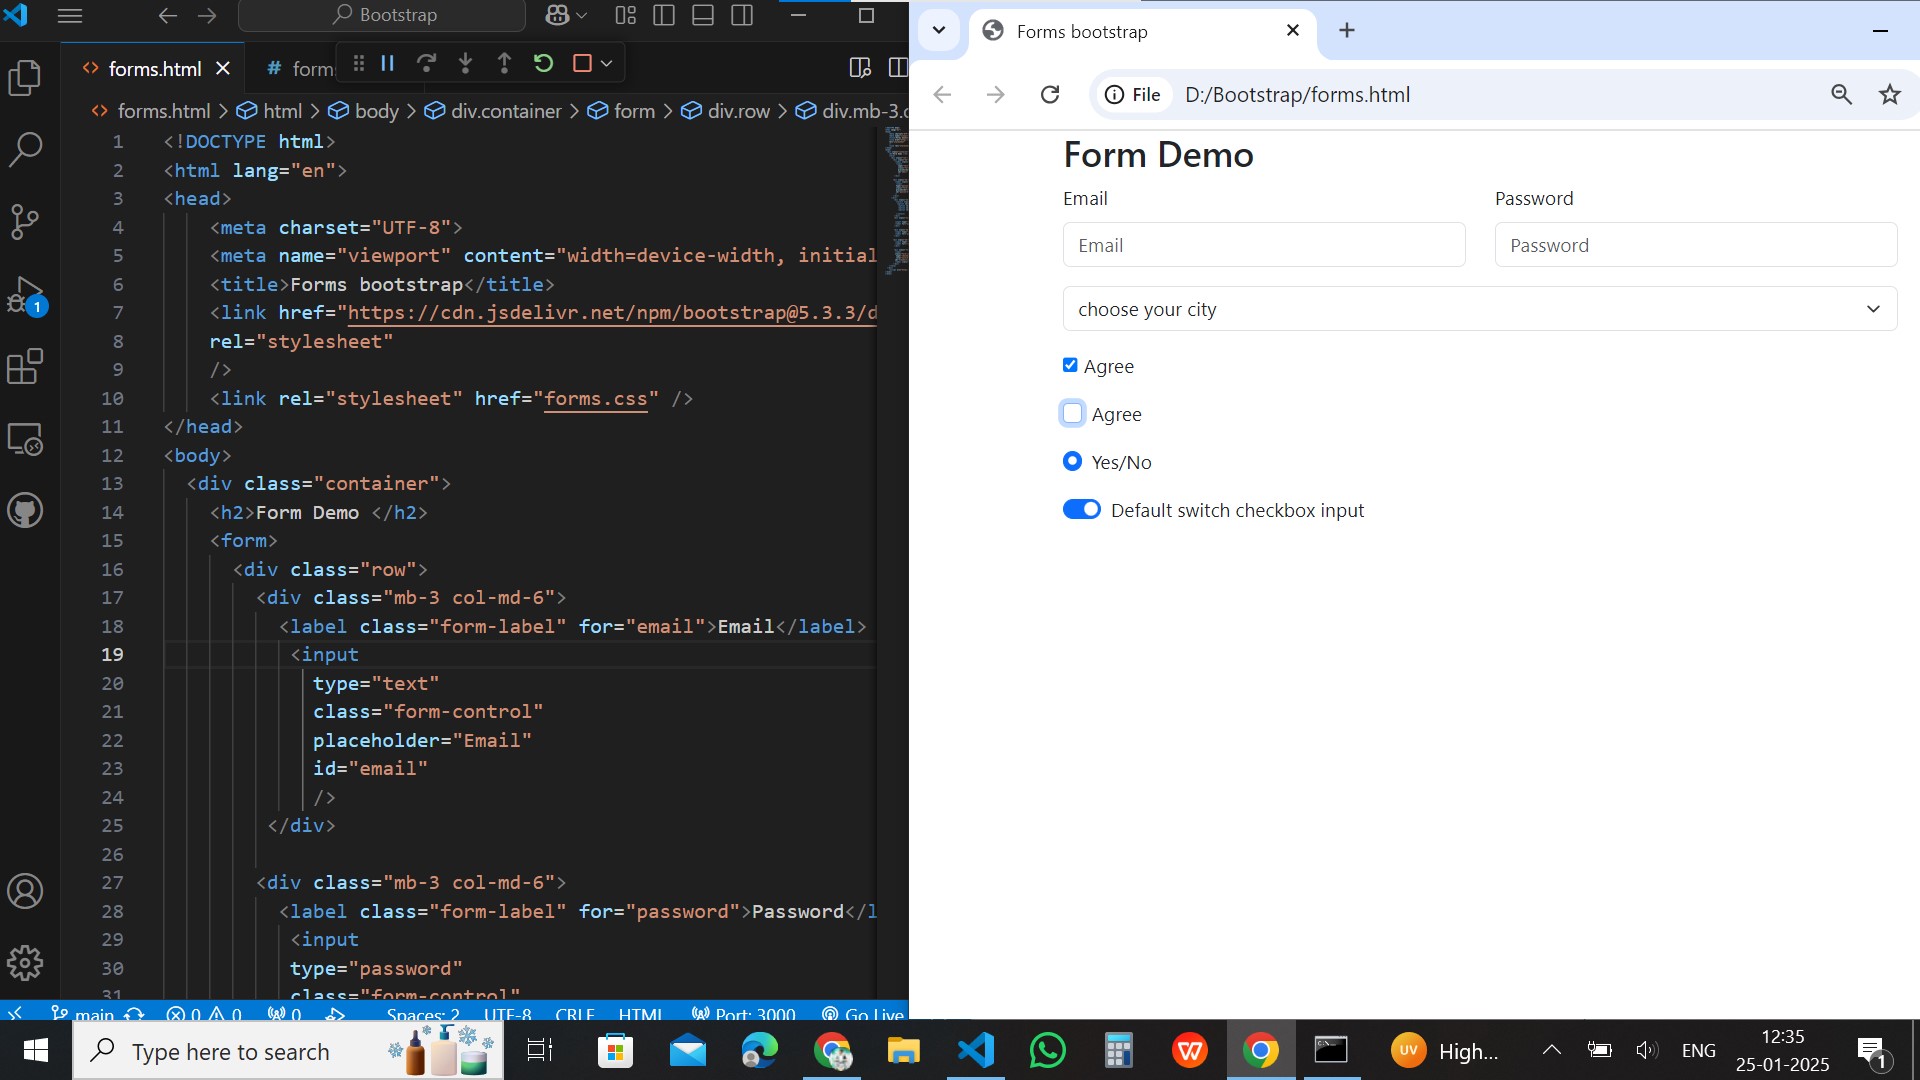 Bootstrap
forms.html
# form
forms.html > html > body > div.container > form > div.row > div.mb-3.c
1 <!DOCTYPE html>
2 <html lang="en">
3 <head>
4 <meta charset="UTF-8">
5 <meta name="viewport" content="width=device-width, initial
6 <title>Forms bootstrap</title>
7 <link href="https://cdn.jsdelivr.net/npm/bootstrap@5.3.3/d
8 rel="stylesheet"
9 />
10 <link rel="stylesheet" href="forms.css" />
11 </head>
12 <body>
13 <div class="container">
14 <h2>Form Demo </h2>
15 <form>
16 <div class="row">
17 <div class="mb-3 col-md-6">
18 <label class="form-label" for="email">Email</label>
19 <input
20 type="text"
21 class="form-control"
22 placeholder="Email"
23 id="email"
24 />
25 </div>
26
27 <div class="mb-3 col-md-6">
28 <label class="form-label" for="password">Password</l
29 <input
30 type="password"
31 class="form-control"
1
main 0 0 0 Spaces: 2 UTF-8 CRLF HTML Port: 3000 Go Live
Forms bootstrap
File D:/Bootstrap/forms.html
Form Demo
Email Password
Email Password
choose your city
Agree
Agree
Yes/No
Default switch checkbox input
Type here to search
UV High...
ENG
12:35
25-01-2025
1